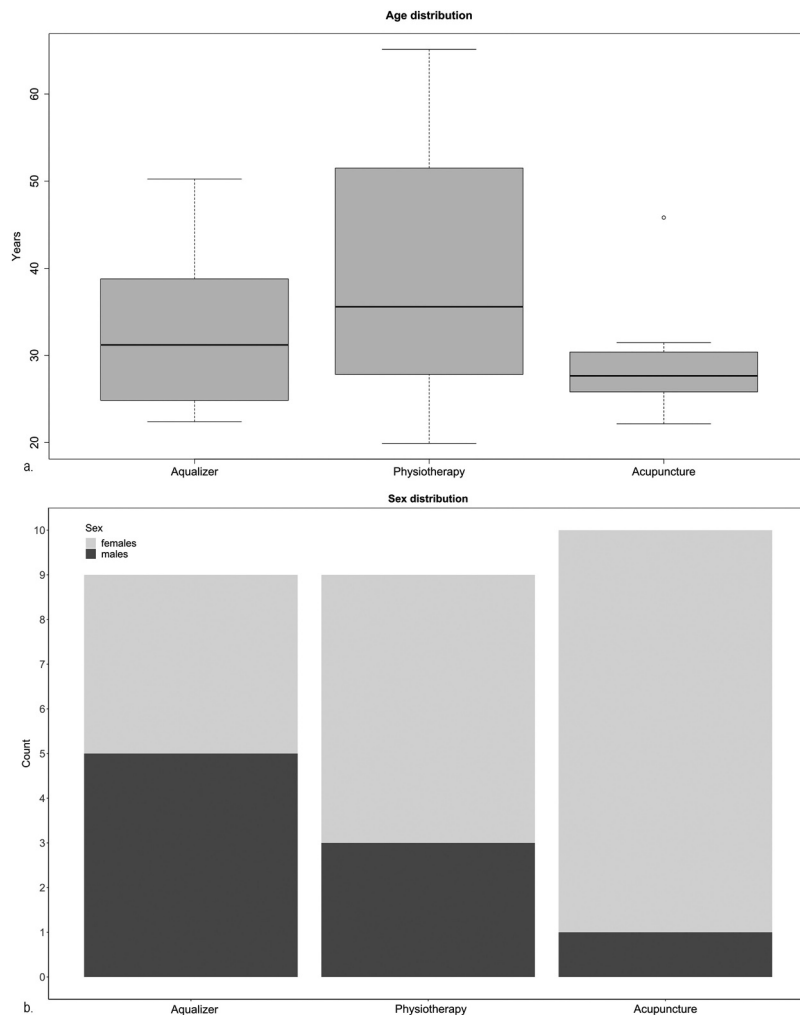 Age distribution
Years
60
50
40
30
20
a.
Aqualizer Physiotherapy Acupuncture
Sex distribution
Sex
females
males
Count
10
9
8
7
6
5
4
3
2
1
0
b.
Aqualizer Physiotherapy Acupuncture